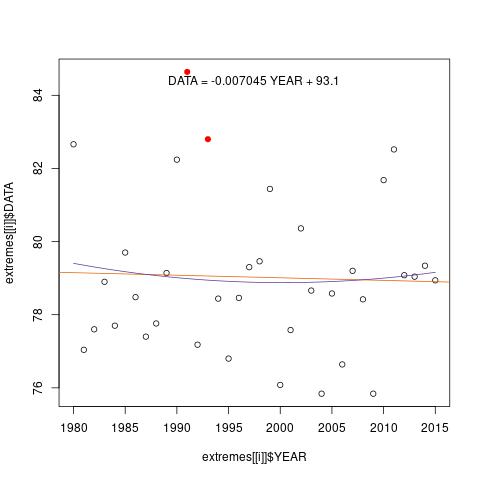 DATA = -0.007045 YEAR + 93.1
84
82
80
78
76
extremes[[i]]$DATA
1980 1985 1990 1995 2000 2005 2010 2015
extremes[[i]]$YEAR